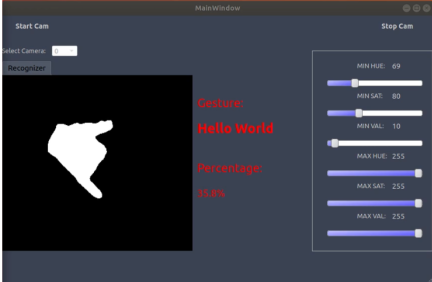 MainWindow
Start Cam
Stop Cam
Select Camera: 0
Recognizer
Gesture:
Hello World
Percentage:
33.8%
MIN HUE: 69
MIN SAT: 80
MIN VAL: 10
MAX HUE: 255
MAX SAT: 255
MAX VAL: 255